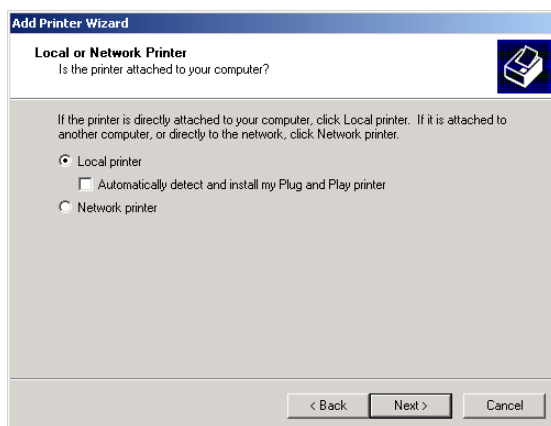 Add Printer Wizard
Local or Network Printer
Is the printer attached to your computer?
If the printer is directly attached to your computer, click Local printer. If it is attached to
another computer, or directly to the network, click Network printer.
Local printer
Automatically detect and install my Plug and Play printer
Network printer
< Back
Next >
Cancel